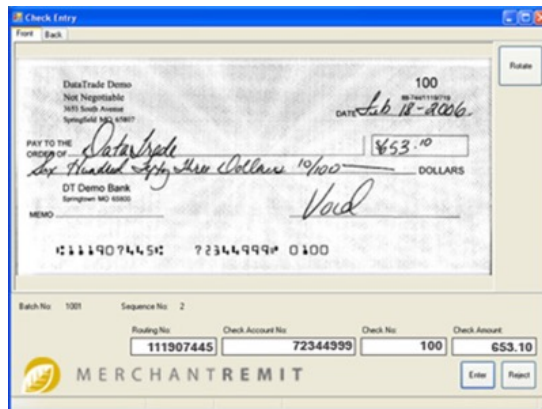 Check Entry
Front Back
Rotate
DataTrade Demo
Not Negotiable
1653 South Avenue
Springfield MO 65807
100
DATE Feb 18-2006
PAY TO THE
ORDER OF DataTrade
$653.10
Six Hundred Fifty Three Dollars 10/100 DOLLARS
DT Demo Bank
Springtown MO 65800
Void
MEMO
⑆111907445⑆ 72344999⑈ 0100
Batch No: 1001 Sequence No: 2
Routing No: Check Account No: Check No: Check Amount:
111907445 72344999 100 653.10
MERCHANTREMIT
Enter Reject